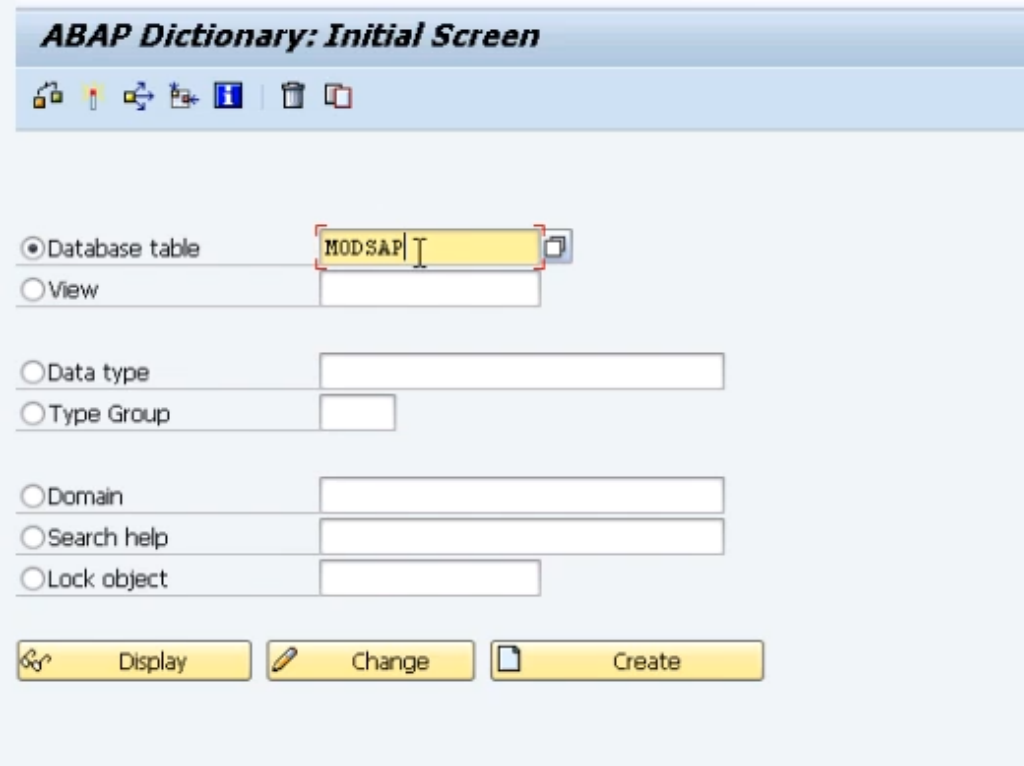 ABAP Dictionary: Initial Screen
Database table MODSAP
View
Data type
Type Group
Domain
Search help
Lock object
Display Change Create